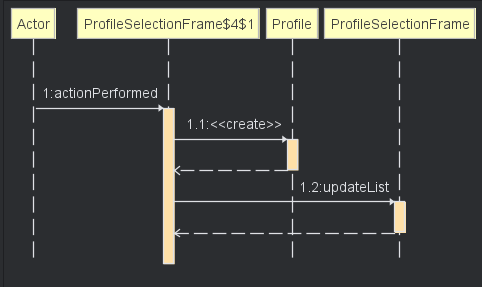 Actor
ProfileSelectionFrame$4$1
Profile
ProfileSelectionFrame
1:actionPerformed
1.1:<<create>>
1.2:updateList